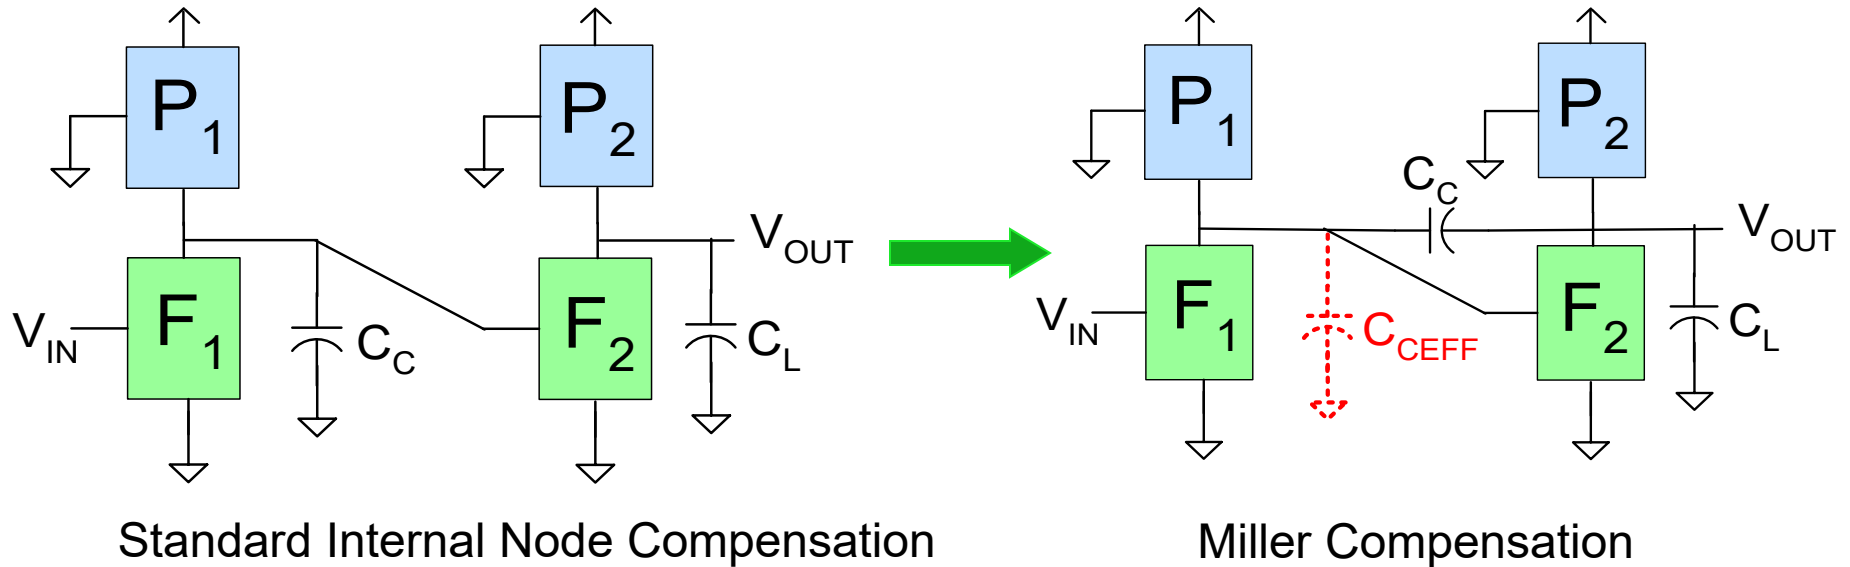 P1
P2
VOUT
VIN
F1
CC
F2
CL
Standard Internal Node Compensation
P1
P2
CC
VOUT
VIN
F1
CCEFF
F2
CL
Miller Compensation